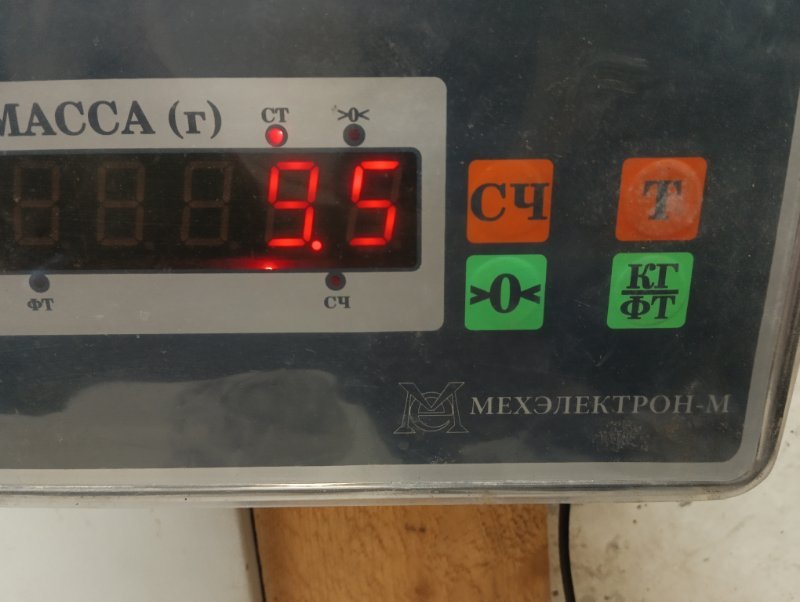 МАССА (г)
СТ
>0<
9.5
ФТ
СЧ
СЧ
Т
>0<
КГ
ФТ
МЕХЭЛЕКТРОН-М